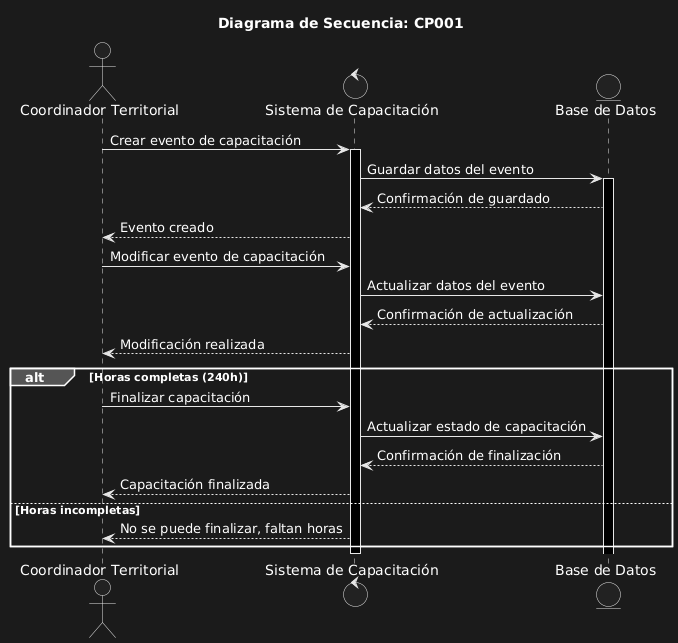 Diagrama de Secuencia: CP001
Coordinador Territorial
Sistema de Capacitación
Base de Datos
Crear evento de capacitación
Guardar datos del evento
Confirmación de guardado
Evento creado
Modificar evento de capacitación
Actualizar datos del evento
Confirmación de actualización
Modificación realizada
alt
[Horas completas (240h)]
Finalizar capacitación
Actualizar estado de capacitación
Confirmación de finalización
Capacitación finalizada
[Horas incompletas]
No se puede finalizar, faltan horas
Coordinador Territorial
Sistema de Capacitación
Base de Datos